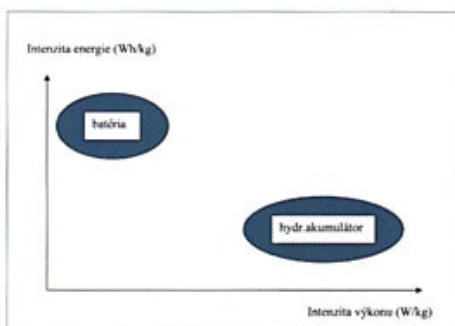 Intenzita energie (Wh/kg)
batéria
hydr.akumulátor
Intenzita výkonu (W/kg)